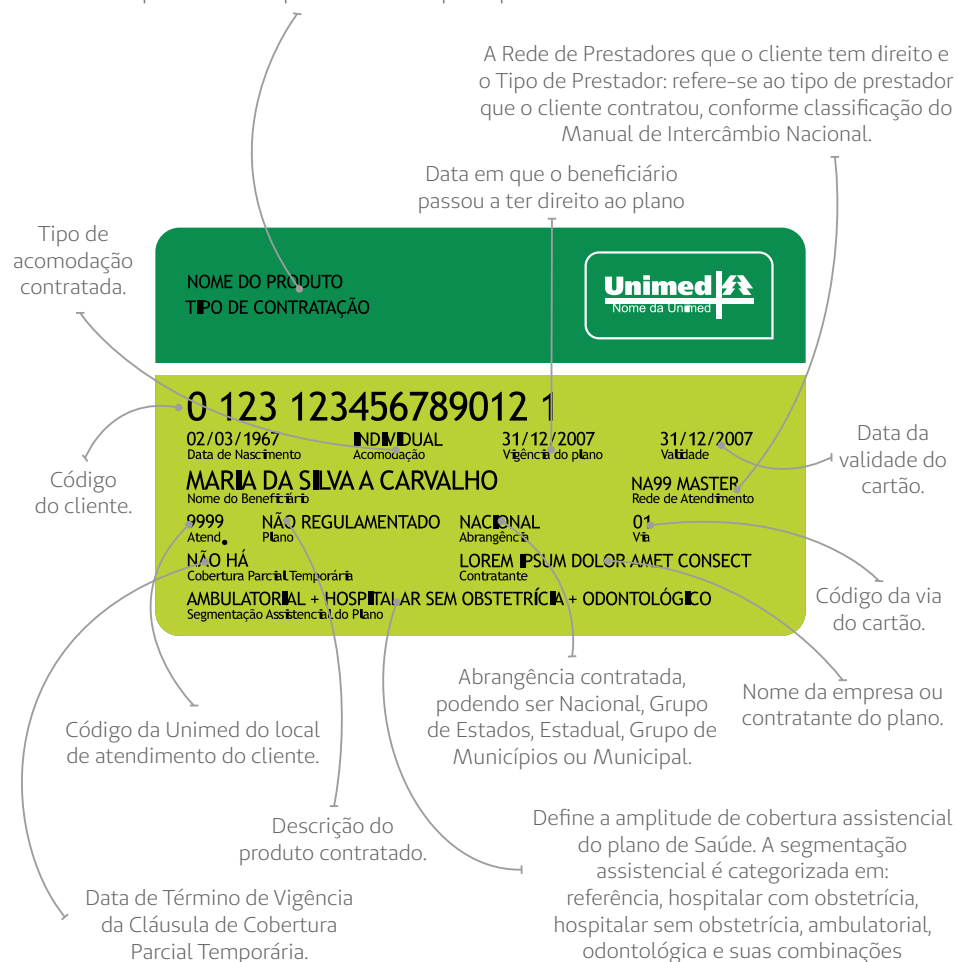 A Rede de Prestadores que o cliente tem direito e
o Tipo de Prestador: refere-se ao tipo de prestador
que o cliente contratou, conforme classificação do
Manual de Intercâmbio Nacional.
Data em que o beneficiário
passou a ter direito ao plano
Tipo de
acomodação
contratada.
NOME DO PRODUTO
TIPO DE CONTRATAÇÃO
Unimed
Nome da Unimed
0 123 123456789012 1
02/03/1967 INDIVIDUAL 31/12/2007 31/12/2007
Data de Nascimento Acomodação Vigência do plano Validade
MARIA DA SILVA A CARVALHO NA99 MASTER
Nome do Beneficiário Rede de Atendimento
9999 NÃO REGULAMENTADO NACIONAL 01
Atend. Plano Abrangência Via
NÃO HÁ LOREM IPSUM DOLOR AMET CONSECT
Cobertura Parcial Temporária Contratante
AMBULATORIAL + HOSPITALAR SEM OBSTETRÍCIA + ODONTOLÓGICO
Segmentação Assistencial do Plano
Data da
validade do
cartão.
Código
do cliente.
Código da via
do cartão.
Abrangência contratada,
podendo ser Nacional, Grupo
de Estados, Estadual, Grupo de
Municípios ou Municipal.
Nome da empresa ou
contratante do plano.
Código da Unimed do local
de atendimento do cliente.
Descrição do
produto contratado.
Define a amplitude de cobertura assistencial
do plano de Saúde. A segmentação
assistencial é categorizada em:
referência, hospitalar com obstetrícia,
hospitalar sem obstetrícia, ambulatorial,
odontológica e suas combinações
Data de Término de Vigência
da Cláusula de Cobertura
Parcial Temporária.